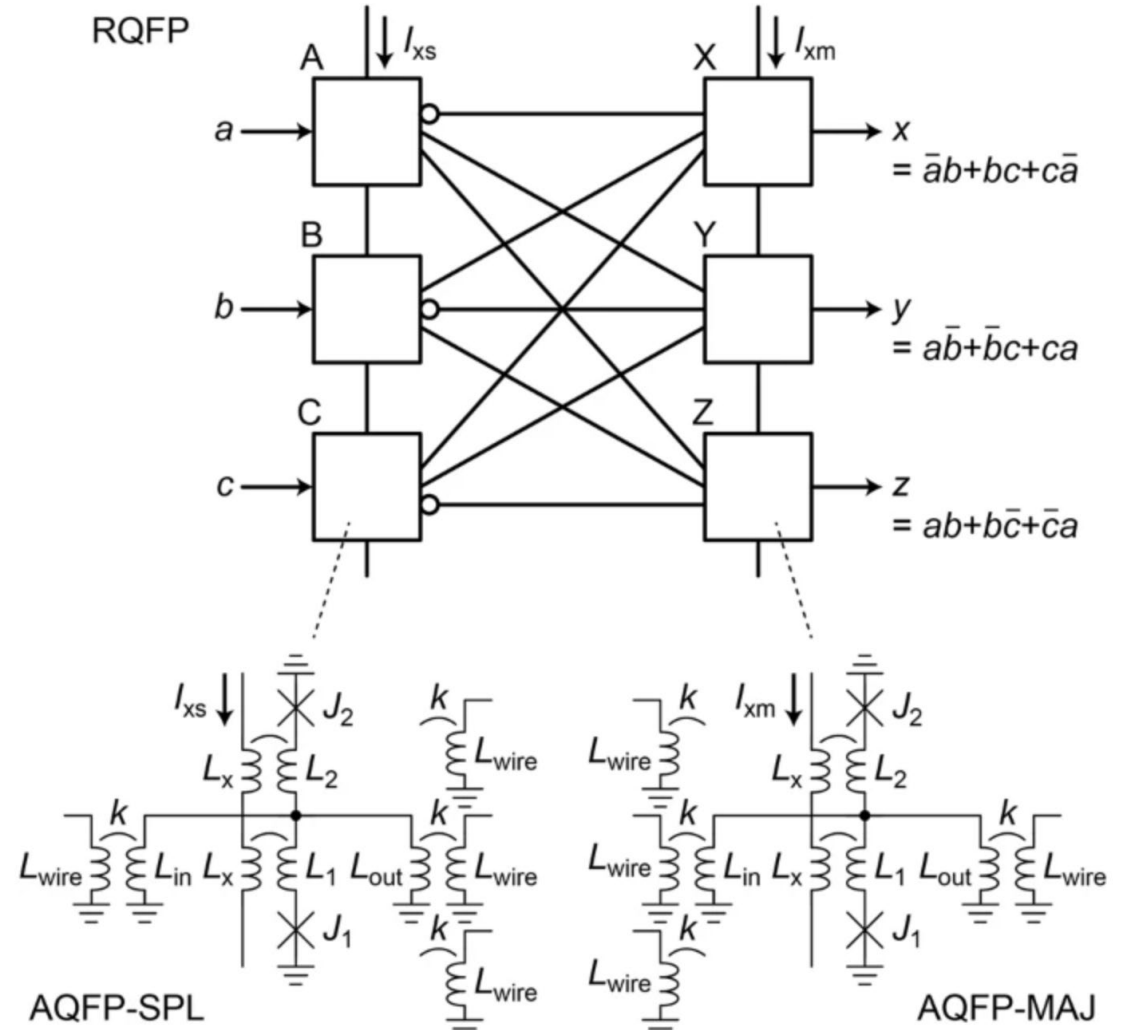 RQFP
I_xs
I_xm
A
X
a
x
= a̅b+bc+ca̅
B
Y
b
y
= ab̅+b̅c+ca
C
Z
c
z
= ab+bc̅+c̅a
I_xs
J_2
k
k
I_xm
J_2
L_x
L_2
L_wire
L_wire
L_x
L_2
k
k
k
k
L_wire
L_in
L_x
L_1
L_out
L_wire
L_wire
L_in
L_x
L_1
L_out
L_wire
J_1
k
k
J_1
L_wire
L_wire
AQFP-SPL
AQFP-MAJ